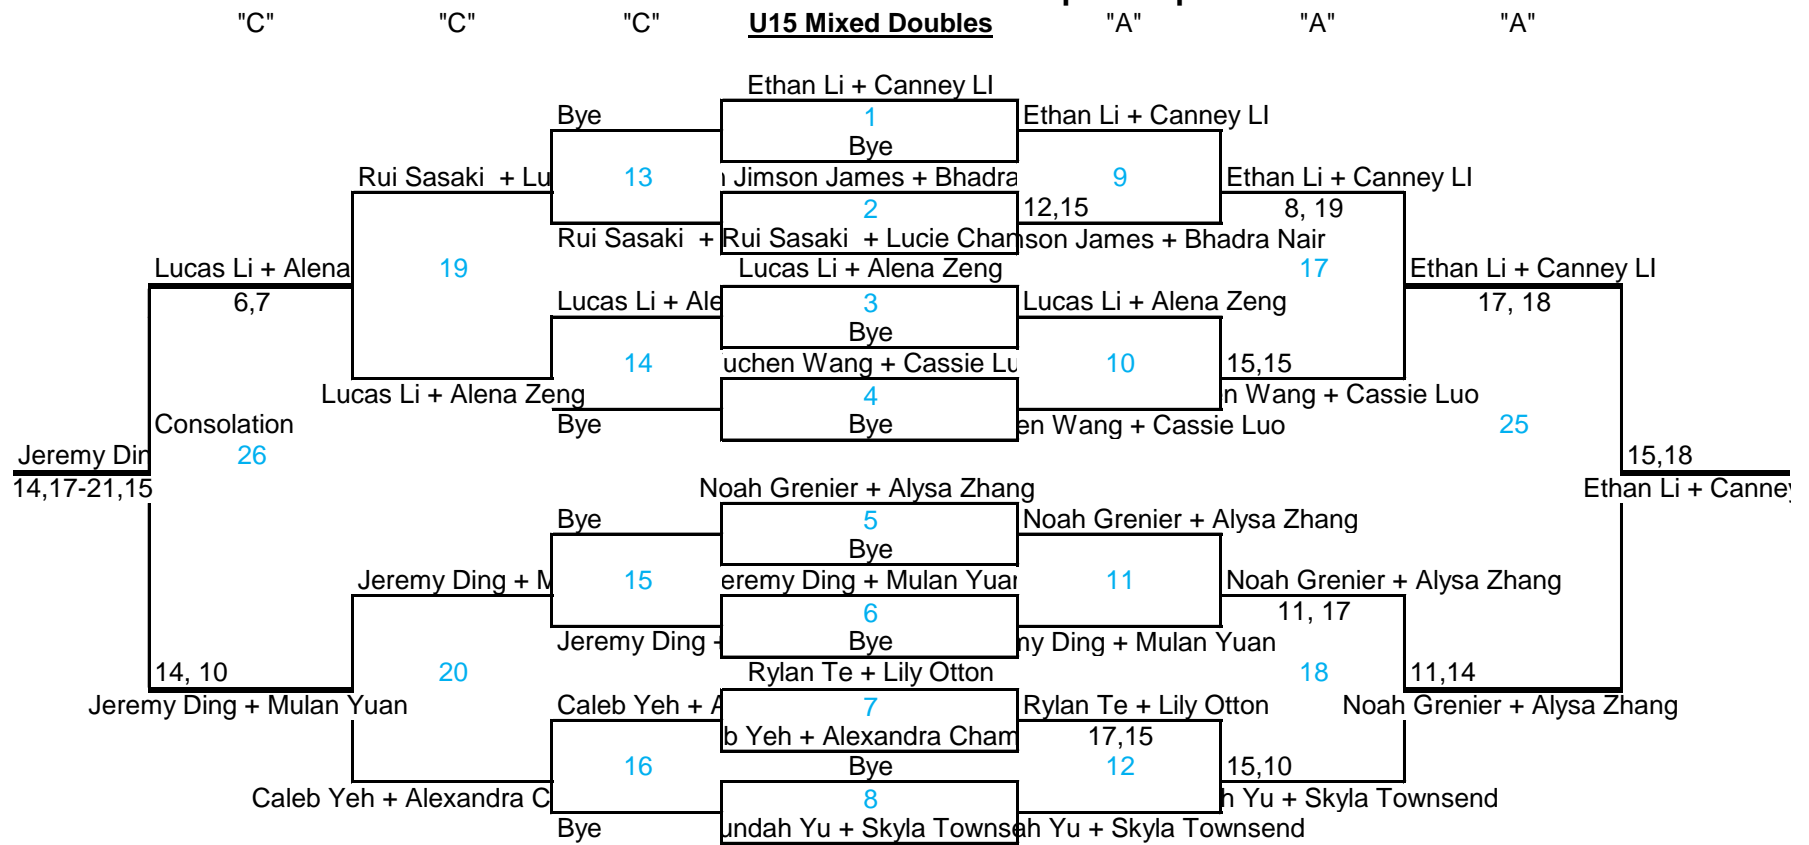 "C" "C" "C" U15 Mixed Doubles "A" "A" "A"
Ethan Li + Canney LI
Bye 1 Ethan Li + Canney LI
Bye
Rui Sasaki + Lu 13 Jimson James + Bhadra 9 Ethan Li + Canney LI
2 12,15 8, 19
Rui Sasaki + Rui Sasaki + Lucie Cham son James + Bhadra Nair
Lucas Li + Alena 19 Lucas Li + Alena Zeng 17 Ethan Li + Canney LI
6,7 Lucas Li + Ale 3 Lucas Li + Alena Zeng 17, 18
Bye
14 uchen Wang + Cassie Lu 10 15,15
Lucas Li + Alena Zeng 4 n Wang + Cassie Luo
Consolation Bye Bye en Wang + Cassie Luo 25
Jeremy Din 26 15,18
14,17-21,15 Noah Grenier + Alysa Zhang Ethan Li + Canney
Bye 5 Noah Grenier + Alysa Zhang
Bye
Jeremy Ding + M 15 eremy Ding + Mulan Yuan 11 Noah Grenier + Alysa Zhang
6 11, 17
Jeremy Ding + Bye my Ding + Mulan Yuan
14, 10 20 Rylan Te + Lily Otton 18 11,14
Jeremy Ding + Mulan Yuan Caleb Yeh + A 7 Rylan Te + Lily Otton Noah Grenier + Alysa Zhang
b Yeh + Alexandra Cham 17,15
16 Bye 12 15,10
Caleb Yeh + Alexandra C 8 h Yu + Skyla Townsend
Bye undah Yu + Skyla Townse ah Yu + Skyla Townsend